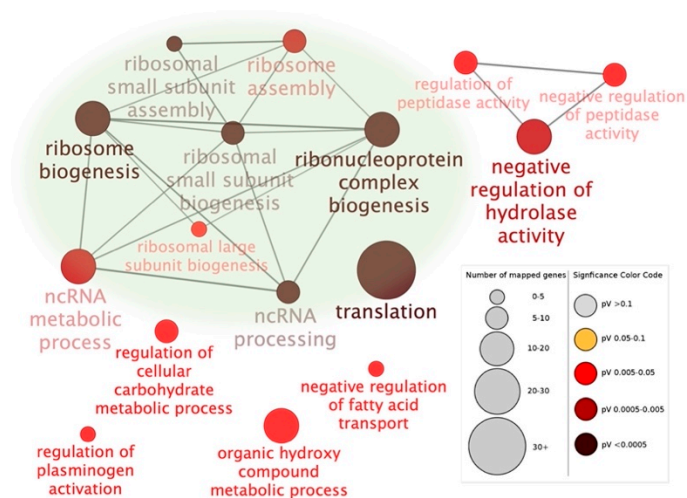 ribosomal
small subunit
assembly
ribosome
assembly
regulation of
peptidase activity
negative regulation
of peptidase
activity
ribosome
biogenesis
ribosomal
small subunit
biogenesis
ribonucleoprotein
complex
biogenesis
negative
regulation of
hydrolase
activity
ribosomal large
subunit biogenesis
ncRNA
metabolic
process
ncRNA
processing
translation
regulation of
cellular
carbohydrate
metabolic process
negative regulation
of fatty acid
transport
regulation of
plasminogen
activation
organic hydroxy
compound
metabolic process
Number of mapped genes
0-5
5-10
10-20
20-30
30+
Signficance Color Code
pV >0.1
pV 0.05-0.1
pV 0.005-0.05
pV 0.0005-0.005
pV <0.0005